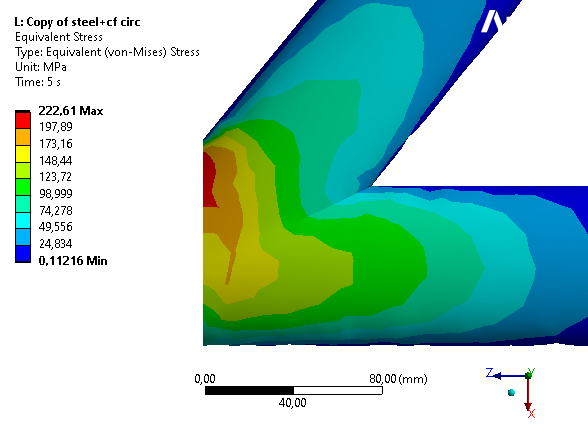 L: Copy of steel+cf circ
Equivalent Stress
Type: Equivalent (von-Mises) Stress
Unit: MPa
Time: 5 s
222,61 Max
197,89
173,16
148,44
123,72
98,999
74,278
49,556
24,834
0,11216 Min
0,00 80,00 (mm)
40,00
Z Y
X